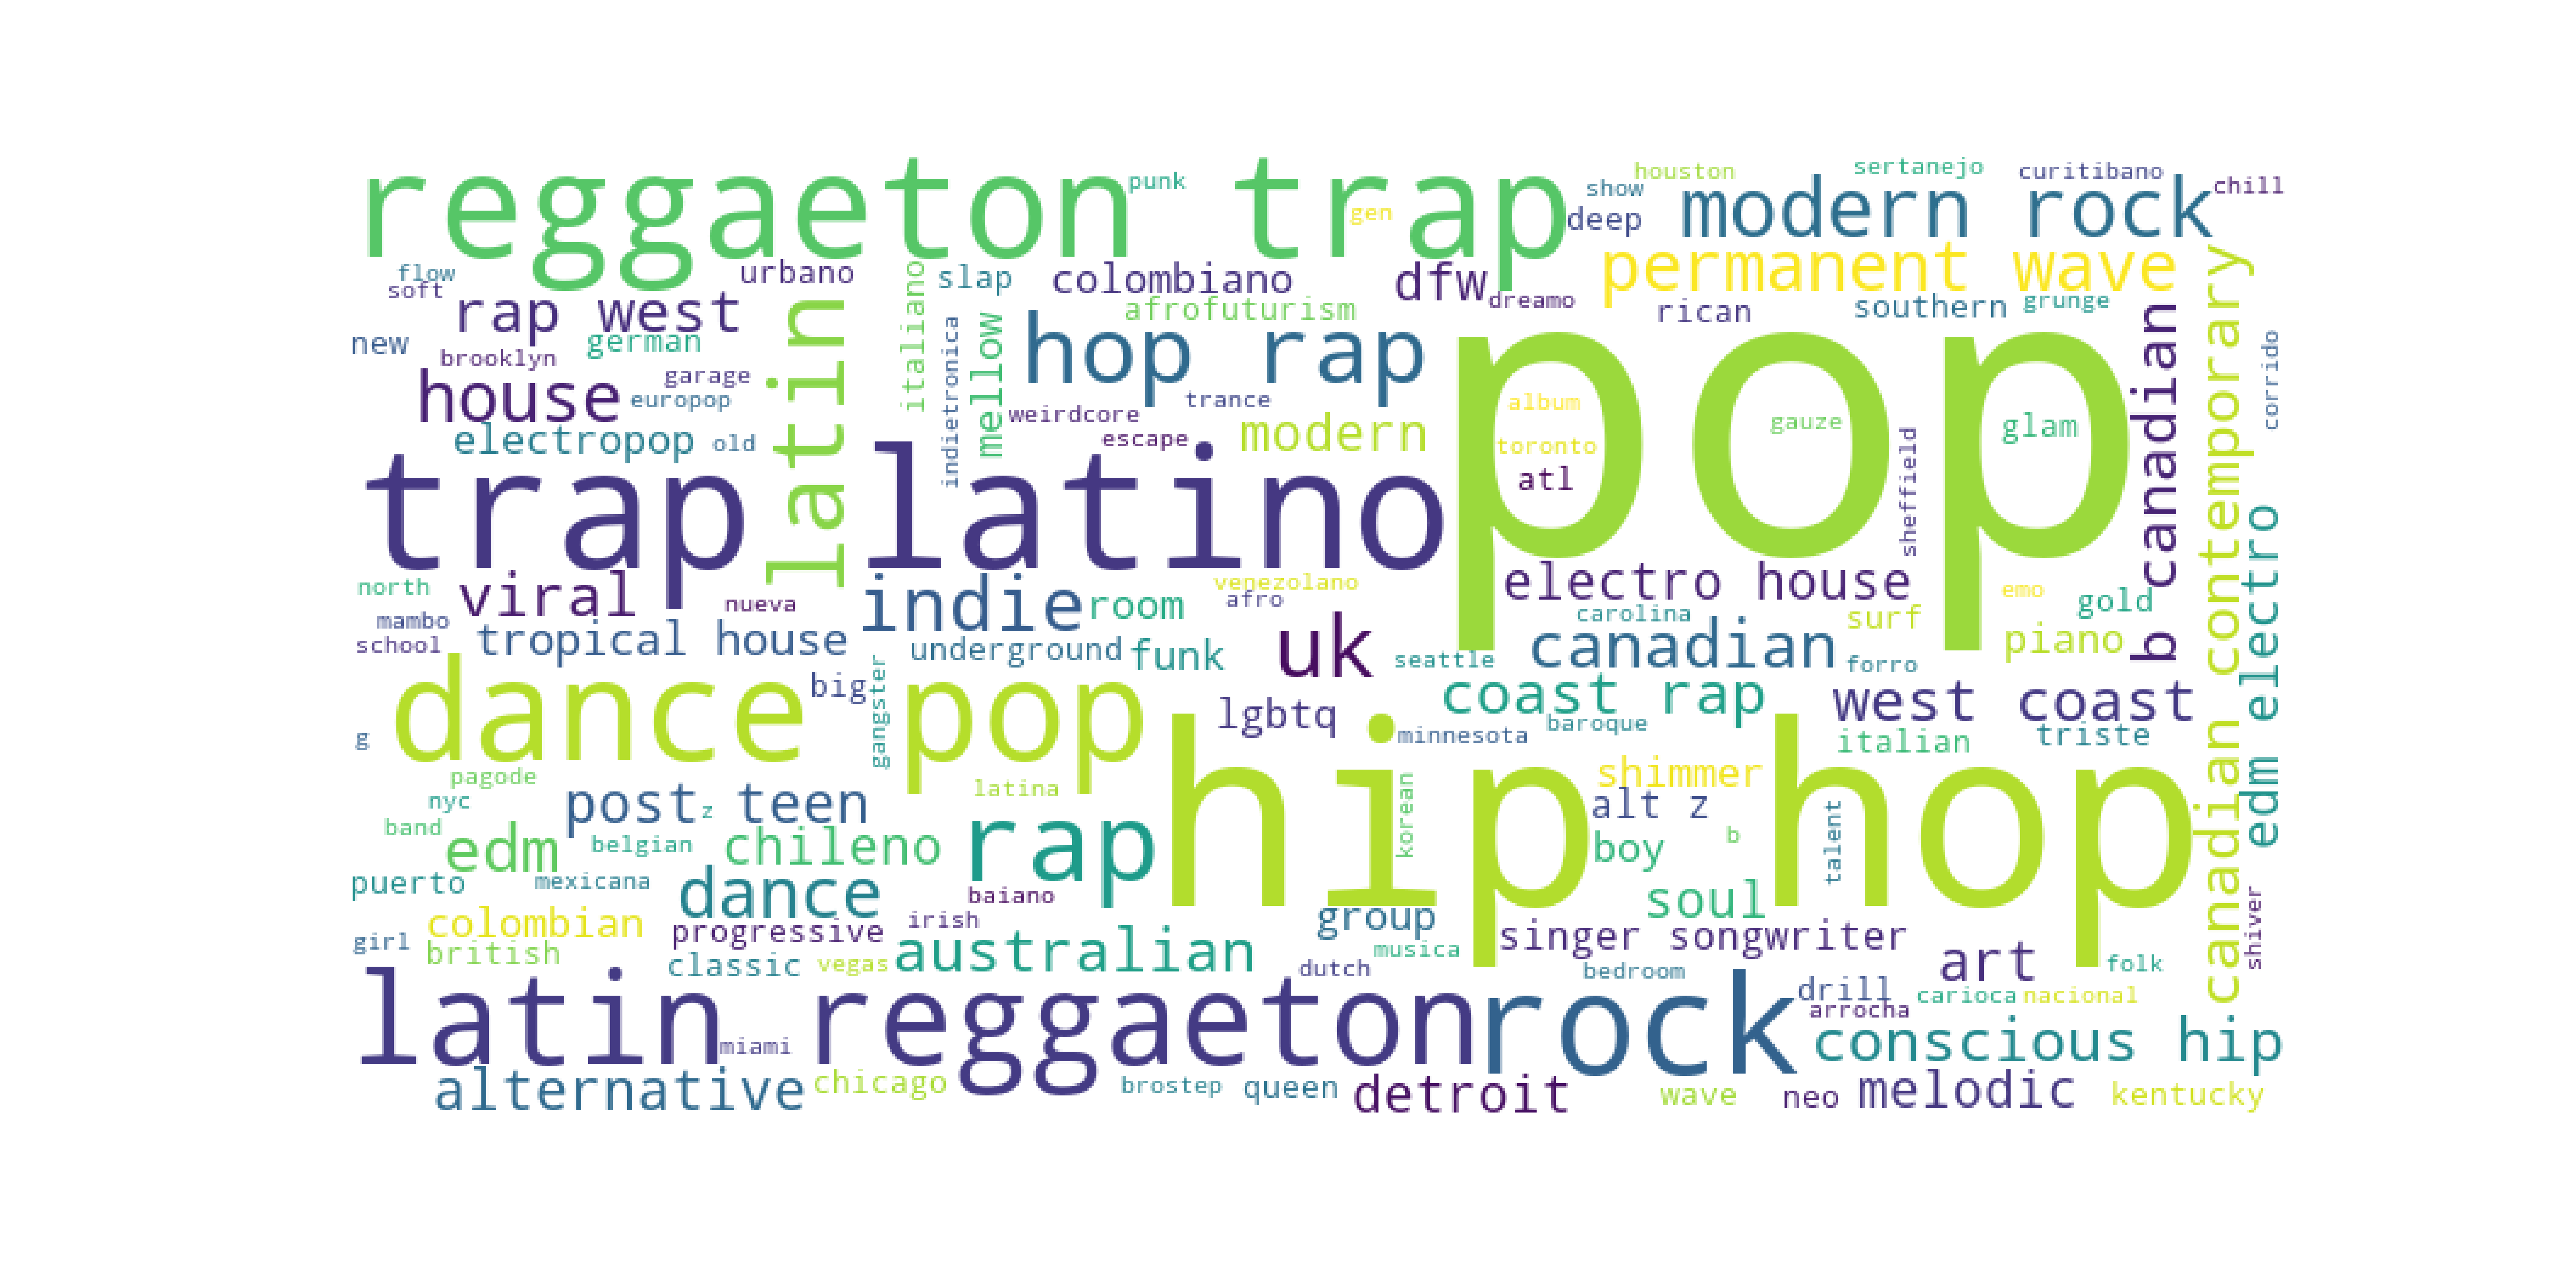 reggaeton trap
punk
gen
show
deep
houston
sertanejo
curitibano
chill
modern rock
flow
soft
urbano
italiano
slap
colombiano
dfw
dreamo
permanent wave
rap west
latin
afrofuturism
rican
southern
grunge
new
brooklyn
german
indietronica
mellow
hop rap
pop
b canadian
canadian contemporary
corrido
house
garage
europop
weirdcore
trance
album
gauze
glam
electropop
old
escape
modern
toronto
atl
sheffield
trap latino
north
viral
nueva
indie
room
venezolano
afro
electro house
carolina
surf
emo
gold
edm electro
mambo
school
tropical house
underground
funk
uk
seattle
canadian
forro
piano
dance pop
big
gangster
lgbtq
coast rap
west coast
g
hip hop
minnesota
baroque
italian
triste
pagode
nyc
post teen
z
latina
korean
shimmer
alt z
talent
band
edm
belgian
chileno
rap
boy
b
puerto
mexicana
dance
baiano
soul
shiver
colombian
progressive
irish
group
singer songwriter
girl
british
classic
vegas
australian
dutch
musica
bedroom
art
folk
latin reggaeton
miami
rock
drill
carioca
nacional
arrocha
conscious hip
alternative
chicago
brostep
queen
detroit
wave
neo
melodic
kentucky